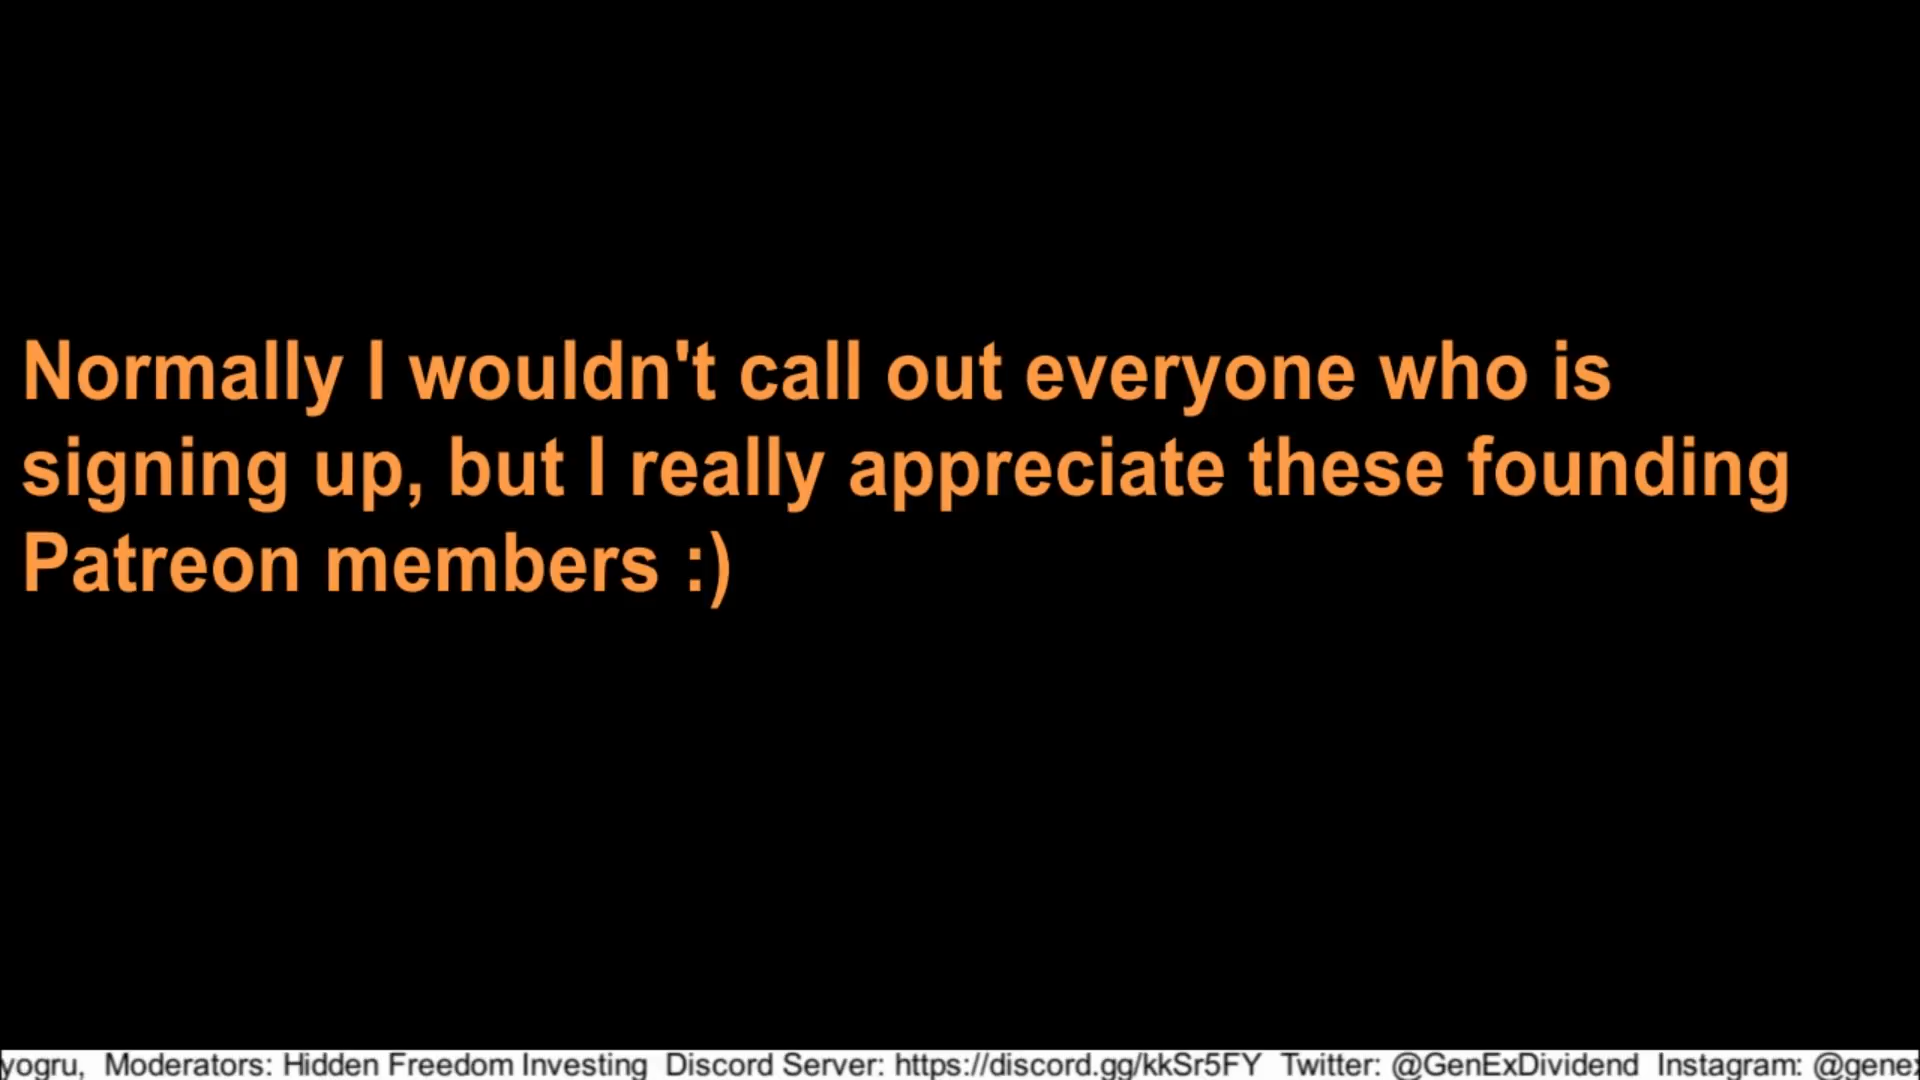 Normally I wouldn't call out everyone who is
signing up, but I really appreciate these founding
Patreon members :)
yogru, Moderators: Hidden Freedom Investing Discord Server: https://discord.gg/kkSr5FY Twitter: @GenExDividend Instagram: @genex